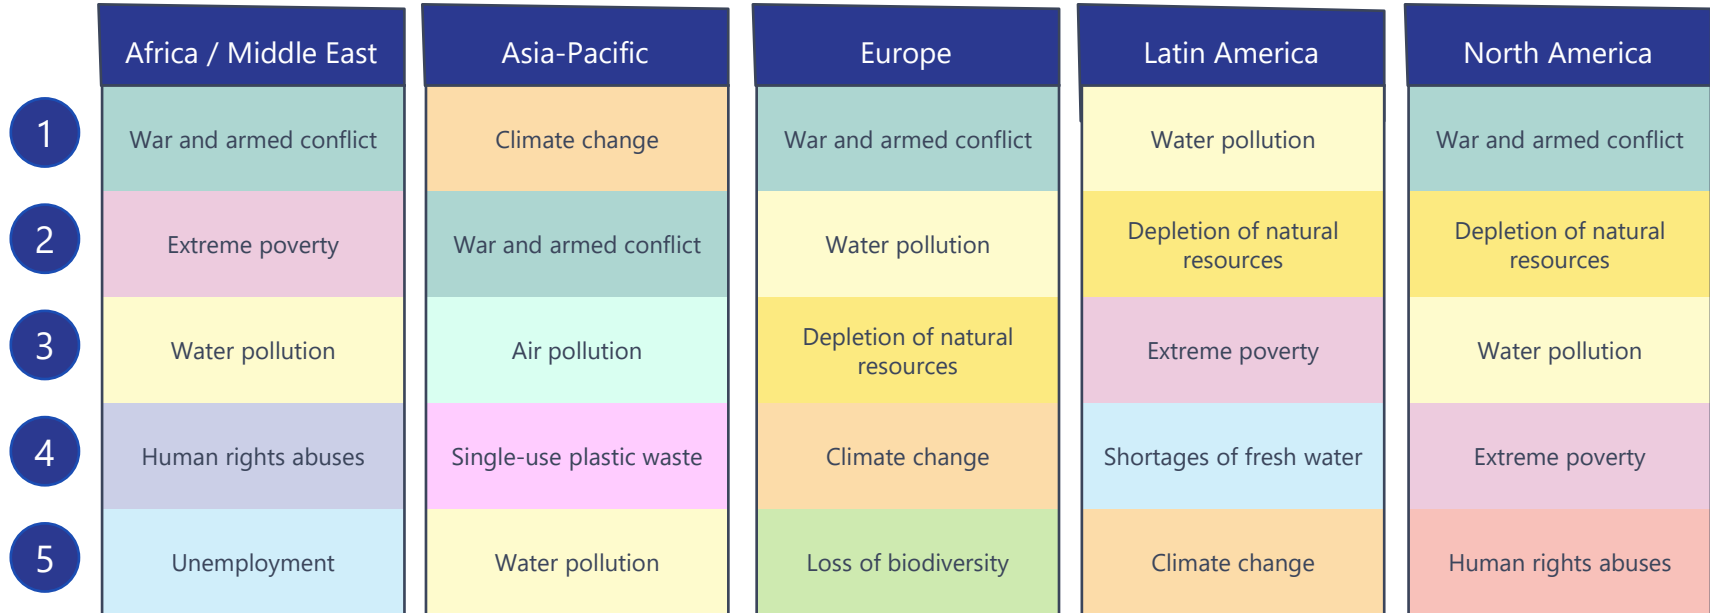 Africa / Middle East
Asia-Pacific
Europe
Latin America
North America
1
War and armed conflict
Climate change
War and armed conflict
Water pollution
War and armed conflict
2
Extreme poverty
War and armed conflict
Water pollution
Depletion of natural
resources
Depletion of natural
resources
3
Water pollution
Air pollution
Depletion of natural
resources
Extreme poverty
Water pollution
4
Human rights abuses
Single-use plastic waste
Climate change
Shortages of fresh water
Extreme poverty
5
Unemployment
Water pollution
Loss of biodiversity
Climate change
Human rights abuses